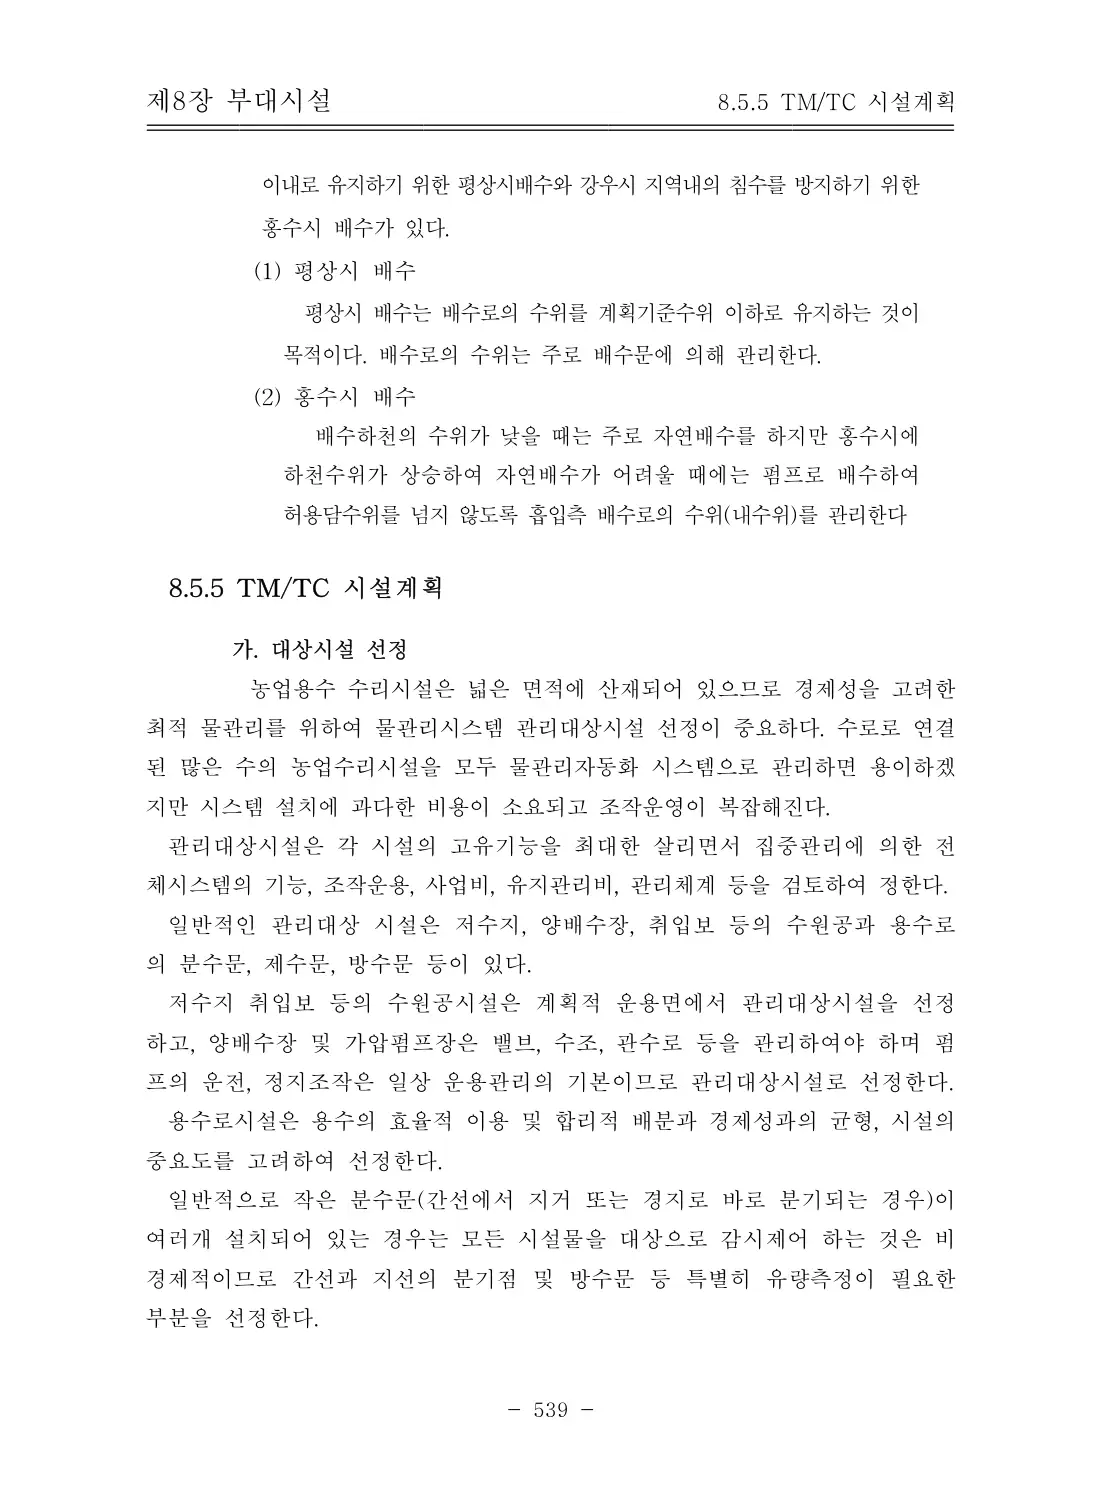 제8장 부대시설
8.5.5 TM/TC 시설계획
이내로 유지하기 위한 평상시배수와 강우시 지역내의 침수를 방지하기 위한
홍수시 배수가 있다.
(1) 평상시 배수
평상시 배수는 배수로의 수위를 계획기준수위 이하로 유지하는 것이
목적이다. 배수로의 수위는 주로 배수문에 의해 관리한다.
(2) 홍수시 배수
배수하천의 수위가 낮을 때는 주로 자연배수를 하지만 홍수시에
하천수위가 상승하여 자연배수가 어려울 때에는 펌프로 배수하여
허용담수위를 넘지 않도록 흡입측 배수로의 수위(내수위)를 관리한다
8.5.5 TM/TC 시설계획
가. 대상시설 선정
농업용수 수리시설은 넓은 면적에 산재되어 있으므로 경제성을 고려한
최적 물관리를 위하여 물관리시스템 관리대상시설 선정이 중요하다. 수로로 연결
된 많은 수의 농업수리시설을 모두 물관리자동화 시스템으로 관리하면 용이하겠
지만 시스템 설치에 과다한 비용이 소요되고 조작운영이 복잡해진다.
관리대상시설은 각 시설의 고유기능을 최대한 살리면서 집중관리에 의한 전
체시스템의 기능, 조작운용, 사업비, 유지관리비, 관리체계 등을 검토하여 정한다.
일반적인 관리대상 시설은 저수지, 양배수장, 취입보 등의 수원공과 용수로
의 분수문, 제수문, 방수문 등이 있다.
저수지 취입보 등의 수원공시설은 계획적 운용면에서 관리대상시설을 선정
하고, 양배수장 및 가압펌프장은 밸브, 수조, 관수로 등을 관리하여야 하며 펌
프의 운전, 정지조작은 일상 운용관리의 기본이므로 관리대상시설로 선정한다.
용수로시설은 용수의 효율적 이용 및 합리적 배분과 경제성과의 균형, 시설의
중요도를 고려하여 선정한다.
일반적으로 작은 분수문(간선에서 지거 또는 경지로 바로 분기되는 경우)이
여러개 설치되어 있는 경우는 모든 시설물을 대상으로 감시제어 하는 것은 비
경제적이므로 간선과 지선의 분기점 및 방수문 등 특별히 유량측정이 필요한
부분을 선정한다.
- 539 -